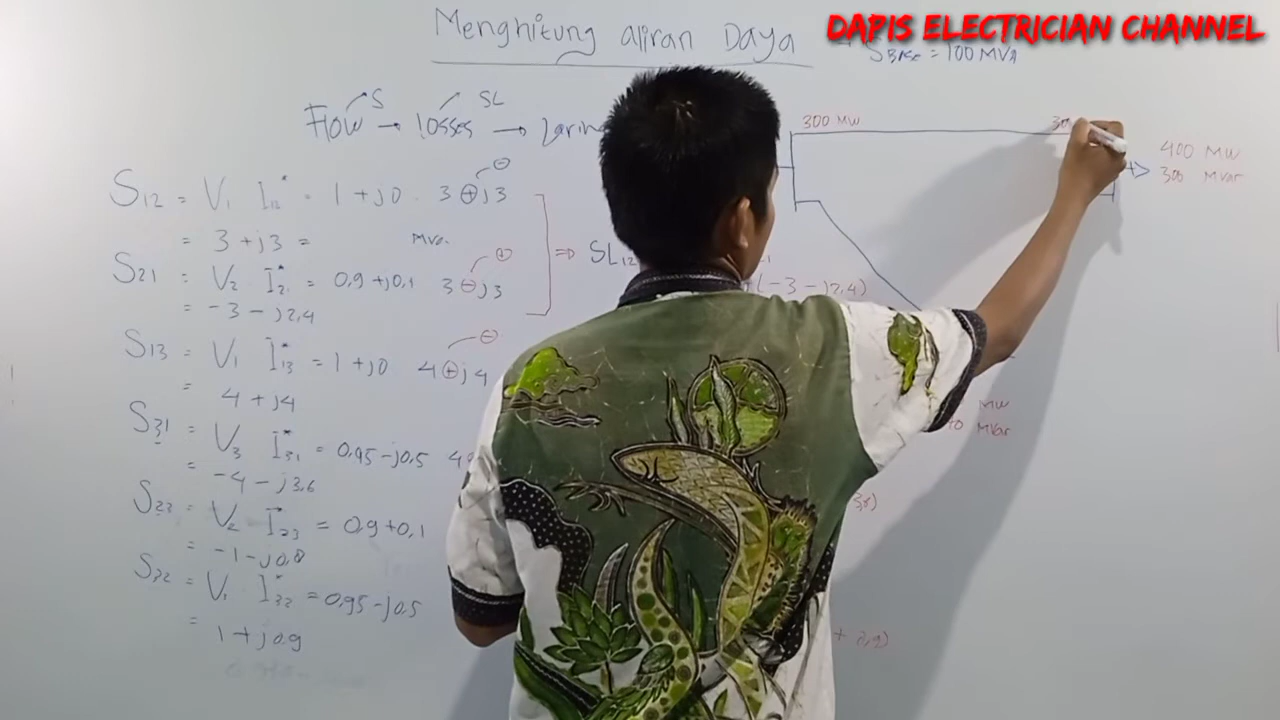 DAPIS ELECTRICIAN CHANNEL
Menghitung aliran Daya
SBASE = 100 MVA
Flow → losses → Jarin
S SL
300 MW
30
400 MW
300 MVar
S12 = V1 I12* = 1 + j0 . 3 ⊕ j3
= 3 + j3 =
MVa.
S21 = V2 I21* = 0,9 + j0,1 3 ⊖ j3
= -3 - j2,4
⇒ SL12
(-3 - j2,4)
S13 = V1 I13* = 1 + j0 4 ⊕ j4
= 4 + j4
S31 = V3 I31* = 0,95 - j0,5 4
= -4 - j3,6
MW
MVar
S23 = V2 I23 = 0,9 + 0,1
= -1 - j0,8
S32 = V1 I32* = 0,95 - j0,5
= 1 + j0,9